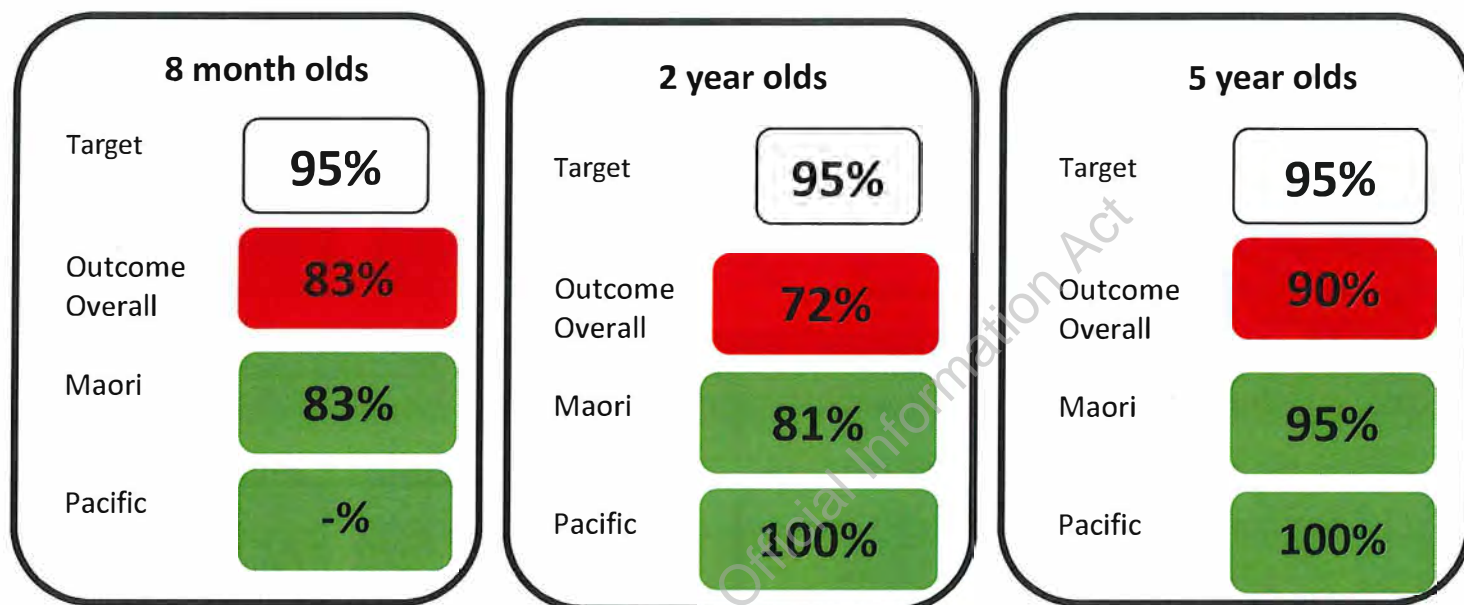 8 month olds
Target
95%
Outcome
Overall
83%
Maori
83%
Pacific
-%
2 year olds
Target
95%
Outcome
Overall
72%
Maori
81%
Pacific
100%
5 year olds
Target
95%
Outcome
Overall
90%
Maori
95%
Pacific
100%
Official Information Act